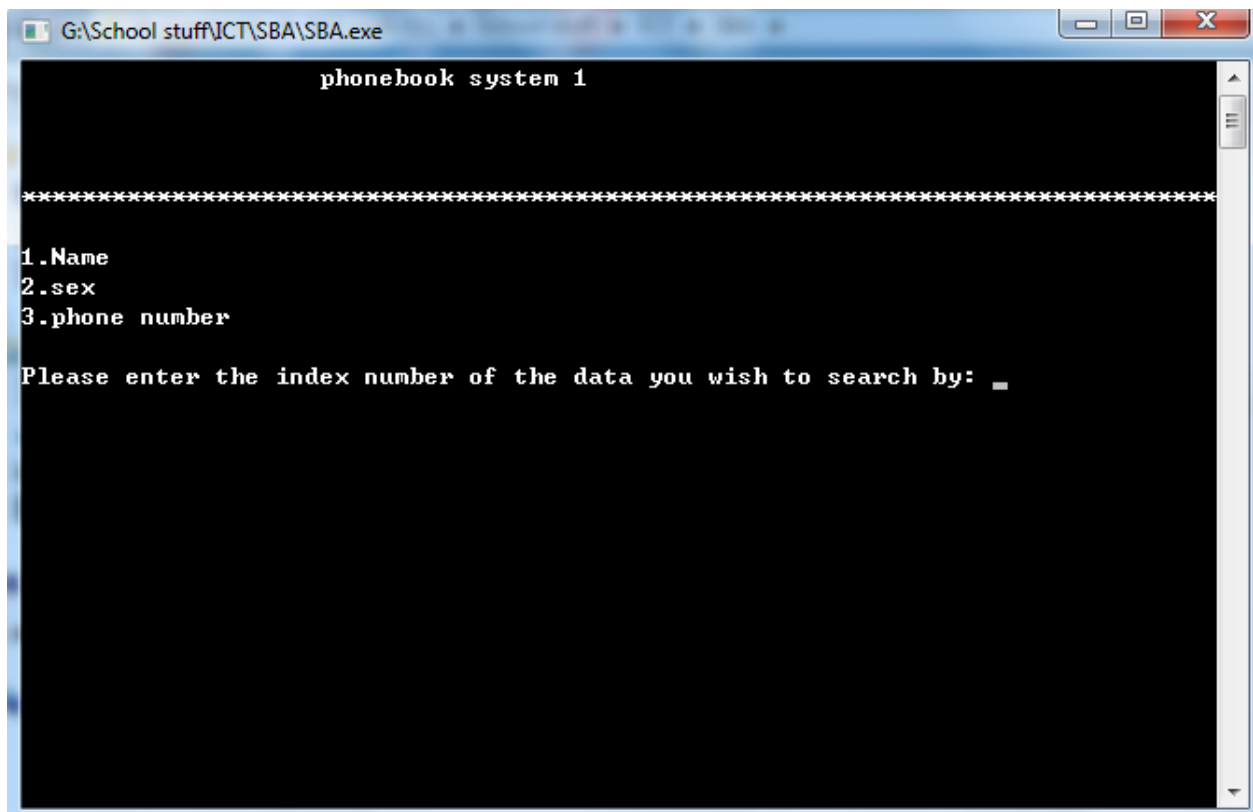 G:\School stuff\ICT\SBA\SBA.exe
phonebook system 1
********************************************************************************
1.Name
2.sex
3.phone number
Please enter the index number of the data you wish to search by: _